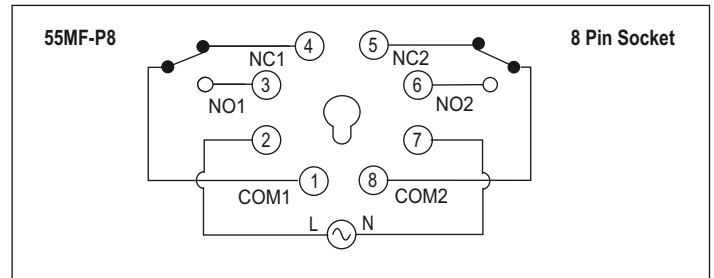 55MF-P8 8 Pin Socket
4 5
NC1 NC2
3 6
NO1 NO2
2 7
1 8
COM1 COM2
L N